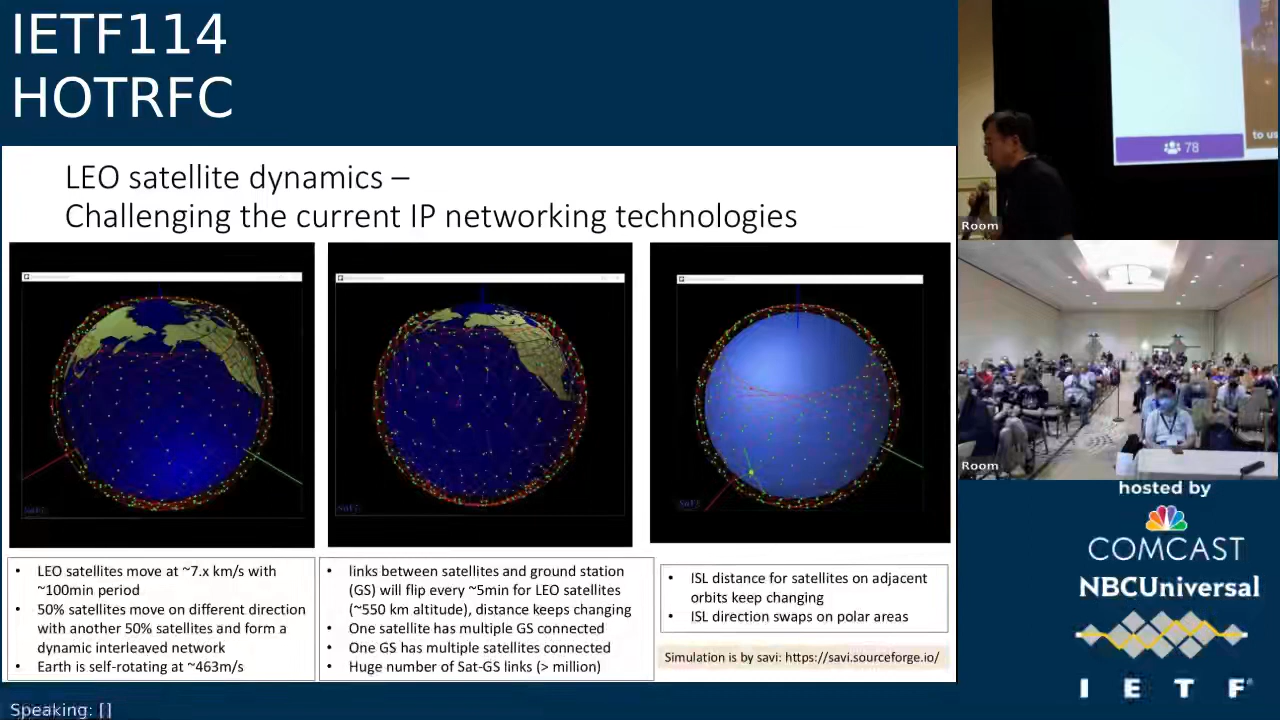 IETF114
HOTRFC
LEO satellite dynamics –
Challenging the current IP networking technologies
• LEO satellites move at ~7.x km/s with
~100min period
• 50% satellites move on different direction
with another 50% satellites and form a
dynamic interleaved network
• Earth is self-rotating at ~463m/s
• links between satellites and ground station
(GS) will flip every ~5min for LEO satellites
(~550 km altitude), distance keeps changing
• One satellite has multiple GS connected
• One GS has multiple satellites connected
• Huge number of Sat-GS links (> million)
• ISL distance for satellites on adjacent
orbits keep changing
• ISL direction swaps on polar areas
Simulation is by savi: https://savi.sourceforge.io/
78
to us
Room
Room
hosted by
COMCAST
NBCUniversal
I E T F®
Speaking: []